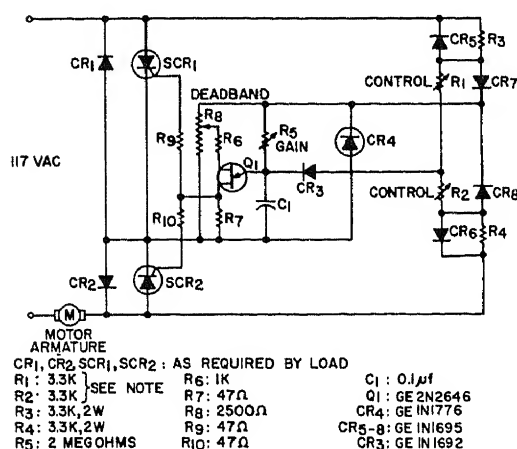 CR5
R3
CR1
SCR1
CONTROL
R1
CR7
DEADBAND
R8
R9
R6
R5
GAIN
CR4
117 VAC
Q1
CR3
CONTROL
R2
CR8
R10
R7
C1
CR6
R4
CR2
SCR2
M
MOTOR
ARMATURE
CR1, CR2, SCR1, SCR2 : AS REQUIRED BY LOAD
R1 : 3.3K } SEE NOTE R6: 1K C1 : 0.1µf
R2 : 3.3K R7: 47Ω Q1 : GE2N2646
R3 : 3.3K, 2W R8: 2500Ω CR4: GE IN1776
R4 : 3.3K, 2W R9: 47Ω CR5-8: GE IN1695
R5: 2 MEGOHMS R10: 47Ω CR3: GE IN1692